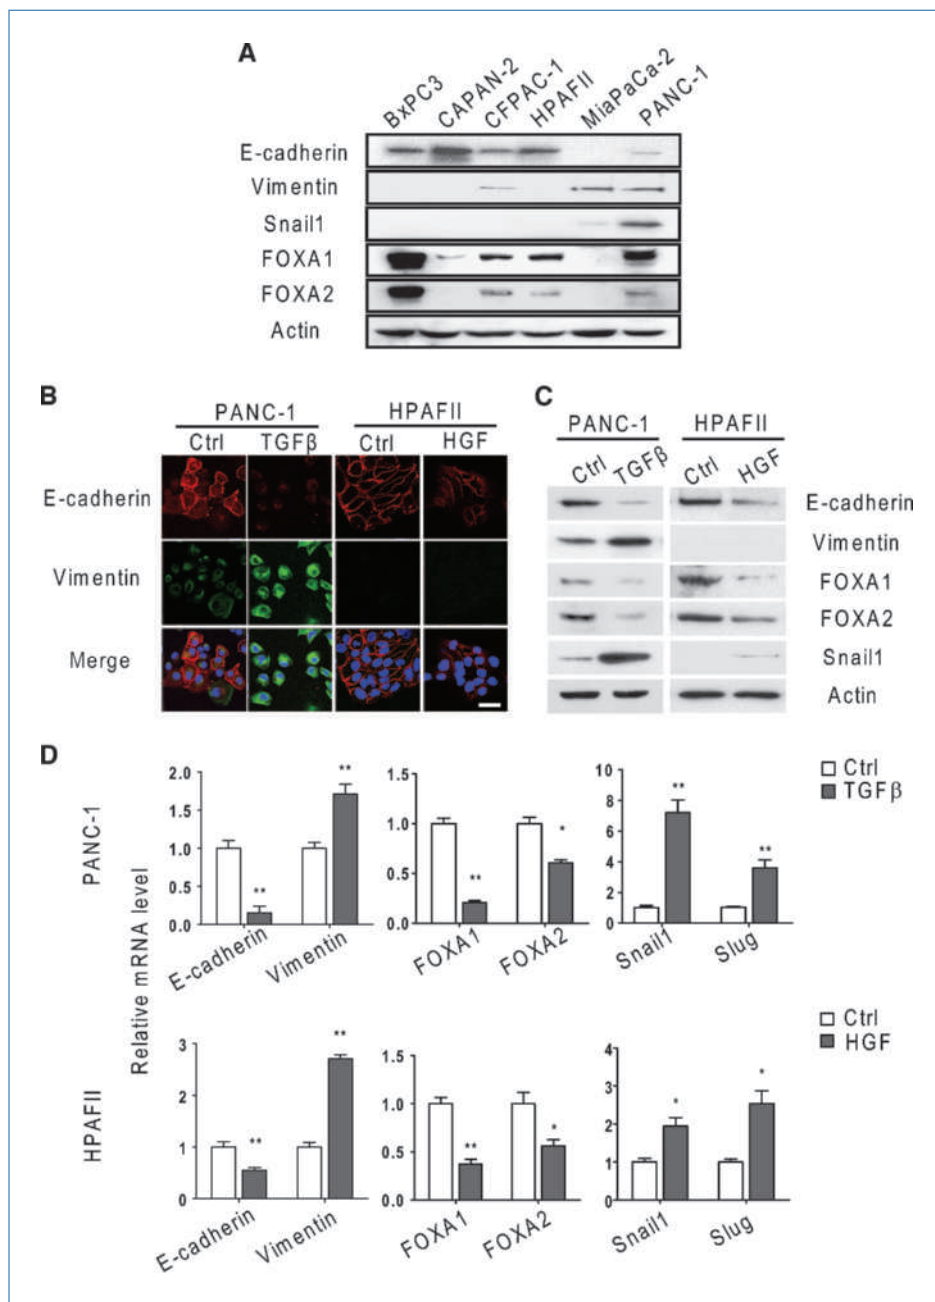 A
BxPC3 CAPAN-2 CFPAC-1 HPAFII MiaPaCa-2 PANC-1
E-cadherin
Vimentin
Snail1
FOXA1
FOXA2
Actin
B
PANC-1 HPAFII
Ctrl TGFβ Ctrl HGF
E-cadherin
Vimentin
Merge
C
PANC-1 HPAFII
Ctrl TGFβ Ctrl HGF
E-cadherin
Vimentin
FOXA1
FOXA2
Snail1
Actin
D
PANC-1
HPAFII
Relative mRNA level
2.0
1.5
1.0
0.5
0.0
**
**
E-cadherin Vimentin
1.5
1.0
0.5
0.0
**
*
FOXA1 FOXA2
10
8
6
4
2
0
**
**
Snail1 Slug
Ctrl
TGFβ
3
2
1
0
**
**
E-cadherin Vimentin
1.5
1.0
0.5
0.0
**
*
FOXA1 FOXA2
4
3
2
1
0
*
*
Snail1 Slug
Ctrl
HGF